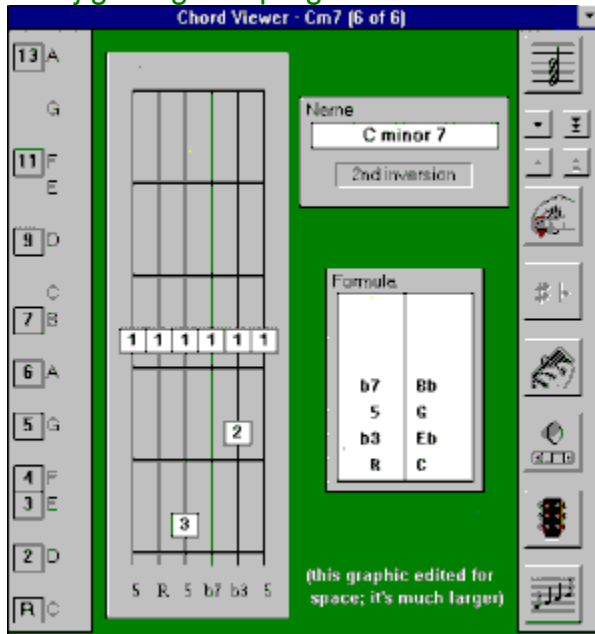 Chord Viewer - Cm7 (6 of 6)
13 A
G
11 F
E
9 D
C
7 B
6 A
5 G
4 F
3 E
2 D
R C
1 1 1 1 1 1
2
3
5 R 5 b7 b3 5
Name
C minor 7
2nd inversion
Formula
b7 Bb
5 G
b3 Eb
R C
(this graphic edited for
space; it's much larger)